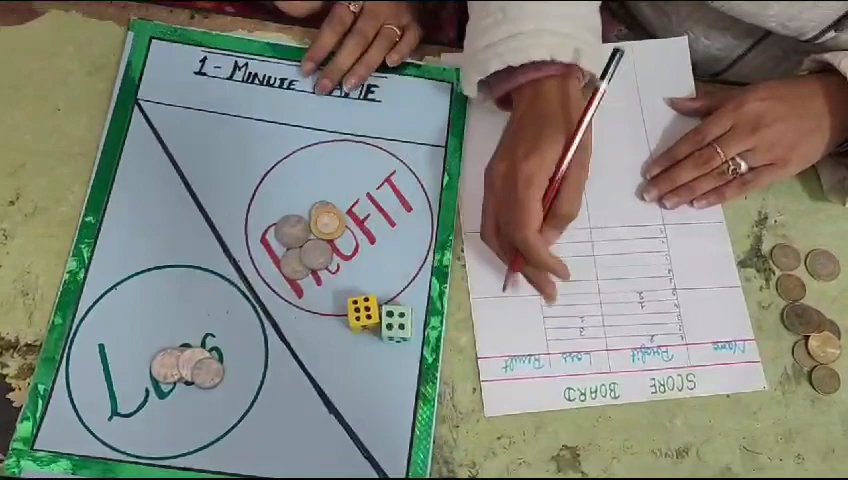 1- MINUTE GAME
PROFIT
Loss
SCORE BOARD
Name Profit Loss Result